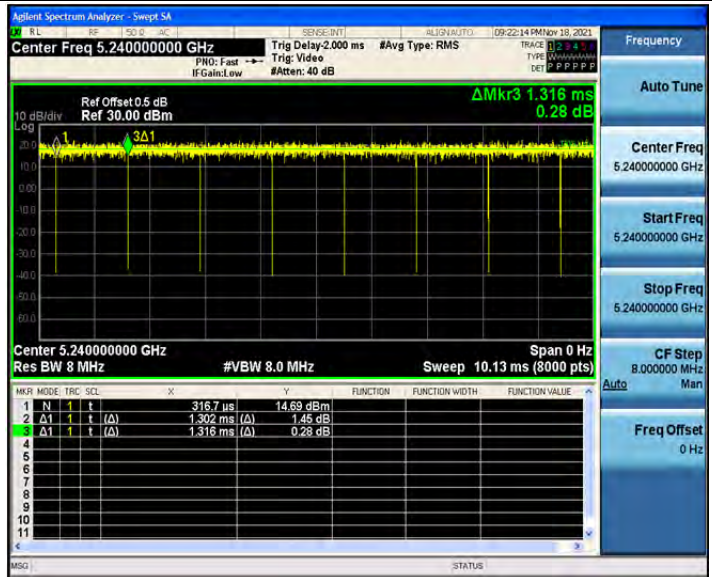 Agilent Spectrum Analyzer - Swept SA
RL RF 50 Ω AC SENSE:INT ALIGN AUTO 09:22:14 PM Nov 18, 2021
Center Freq 5.240000000 GHz
PNO: Fast
IFGain:Low
Trig Delay-2.000 ms
Trig: Video
#Atten: 40 dB
#Avg Type: RMS
TRACE 1 2 3 4 5 6
TYPE
DET P P P P P P
Frequency
Ref Offset 0.5 dB
10 dB/div Ref 30.00 dBm
Log
ΔMkr3 1.316 ms
0.28 dB
1
3Δ1
20.0
10.0
0.00
-10.0
-20.0
-30.0
-40.0
-50.0
-60.0
Center 5.240000000 GHz Span 0 Hz
Res BW 8 MHz #VBW 8.0 MHz Sweep 10.13 ms (8000 pts)
MKR MODE TRC SCL X Y FUNCTION FUNCTION WIDTH FUNCTION VALUE
1 N 1 t 316.7 µs 14.69 dBm
2 Δ1 1 t (Δ) 1.302 ms (Δ) 1.45 dB
3 Δ1 1 t (Δ) 1.316 ms (Δ) 0.28 dB
4
5
6
7
8
9
10
11
MSG STATUS
Auto Tune
Center Freq
5.240000000 GHz
Start Freq
5.240000000 GHz
Stop Freq
5.240000000 GHz
CF Step
8.000000 MHz
Auto Man
Freq Offset
0 Hz